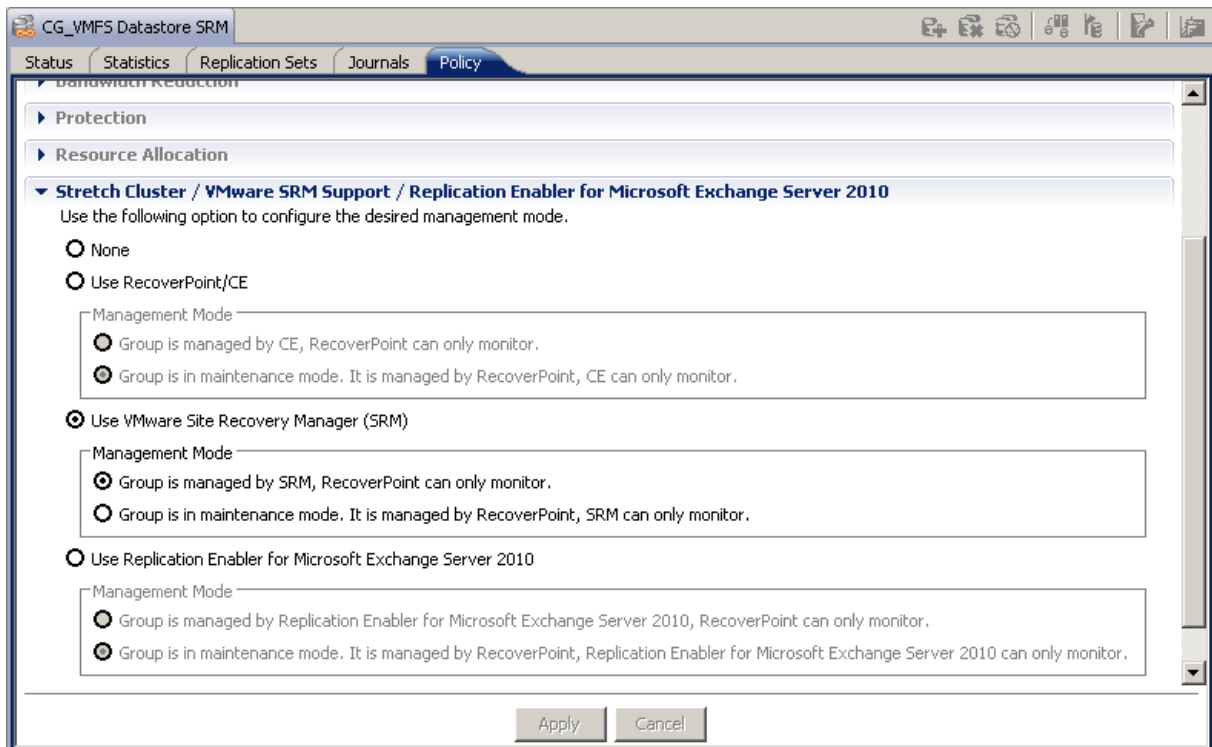 CG_VMFS Datastore SRM
Status Statistics Replication Sets Journals Policy
Bandwidth Reduction
Protection
Resource Allocation
Stretch Cluster / VMware SRM Support / Replication Enabler for Microsoft Exchange Server 2010
Use the following option to configure the desired management mode.
None
Use RecoverPoint/CE
Management Mode
Group is managed by CE, RecoverPoint can only monitor.
Group is in maintenance mode. It is managed by RecoverPoint, CE can only monitor.
Use VMware Site Recovery Manager (SRM)
Management Mode
Group is managed by SRM, RecoverPoint can only monitor.
Group is in maintenance mode. It is managed by RecoverPoint, SRM can only monitor.
Use Replication Enabler for Microsoft Exchange Server 2010
Management Mode
Group is managed by Replication Enabler for Microsoft Exchange Server 2010, RecoverPoint can only monitor.
Group is in maintenance mode. It is managed by RecoverPoint, Replication Enabler for Microsoft Exchange Server 2010 can only monitor.
Apply Cancel